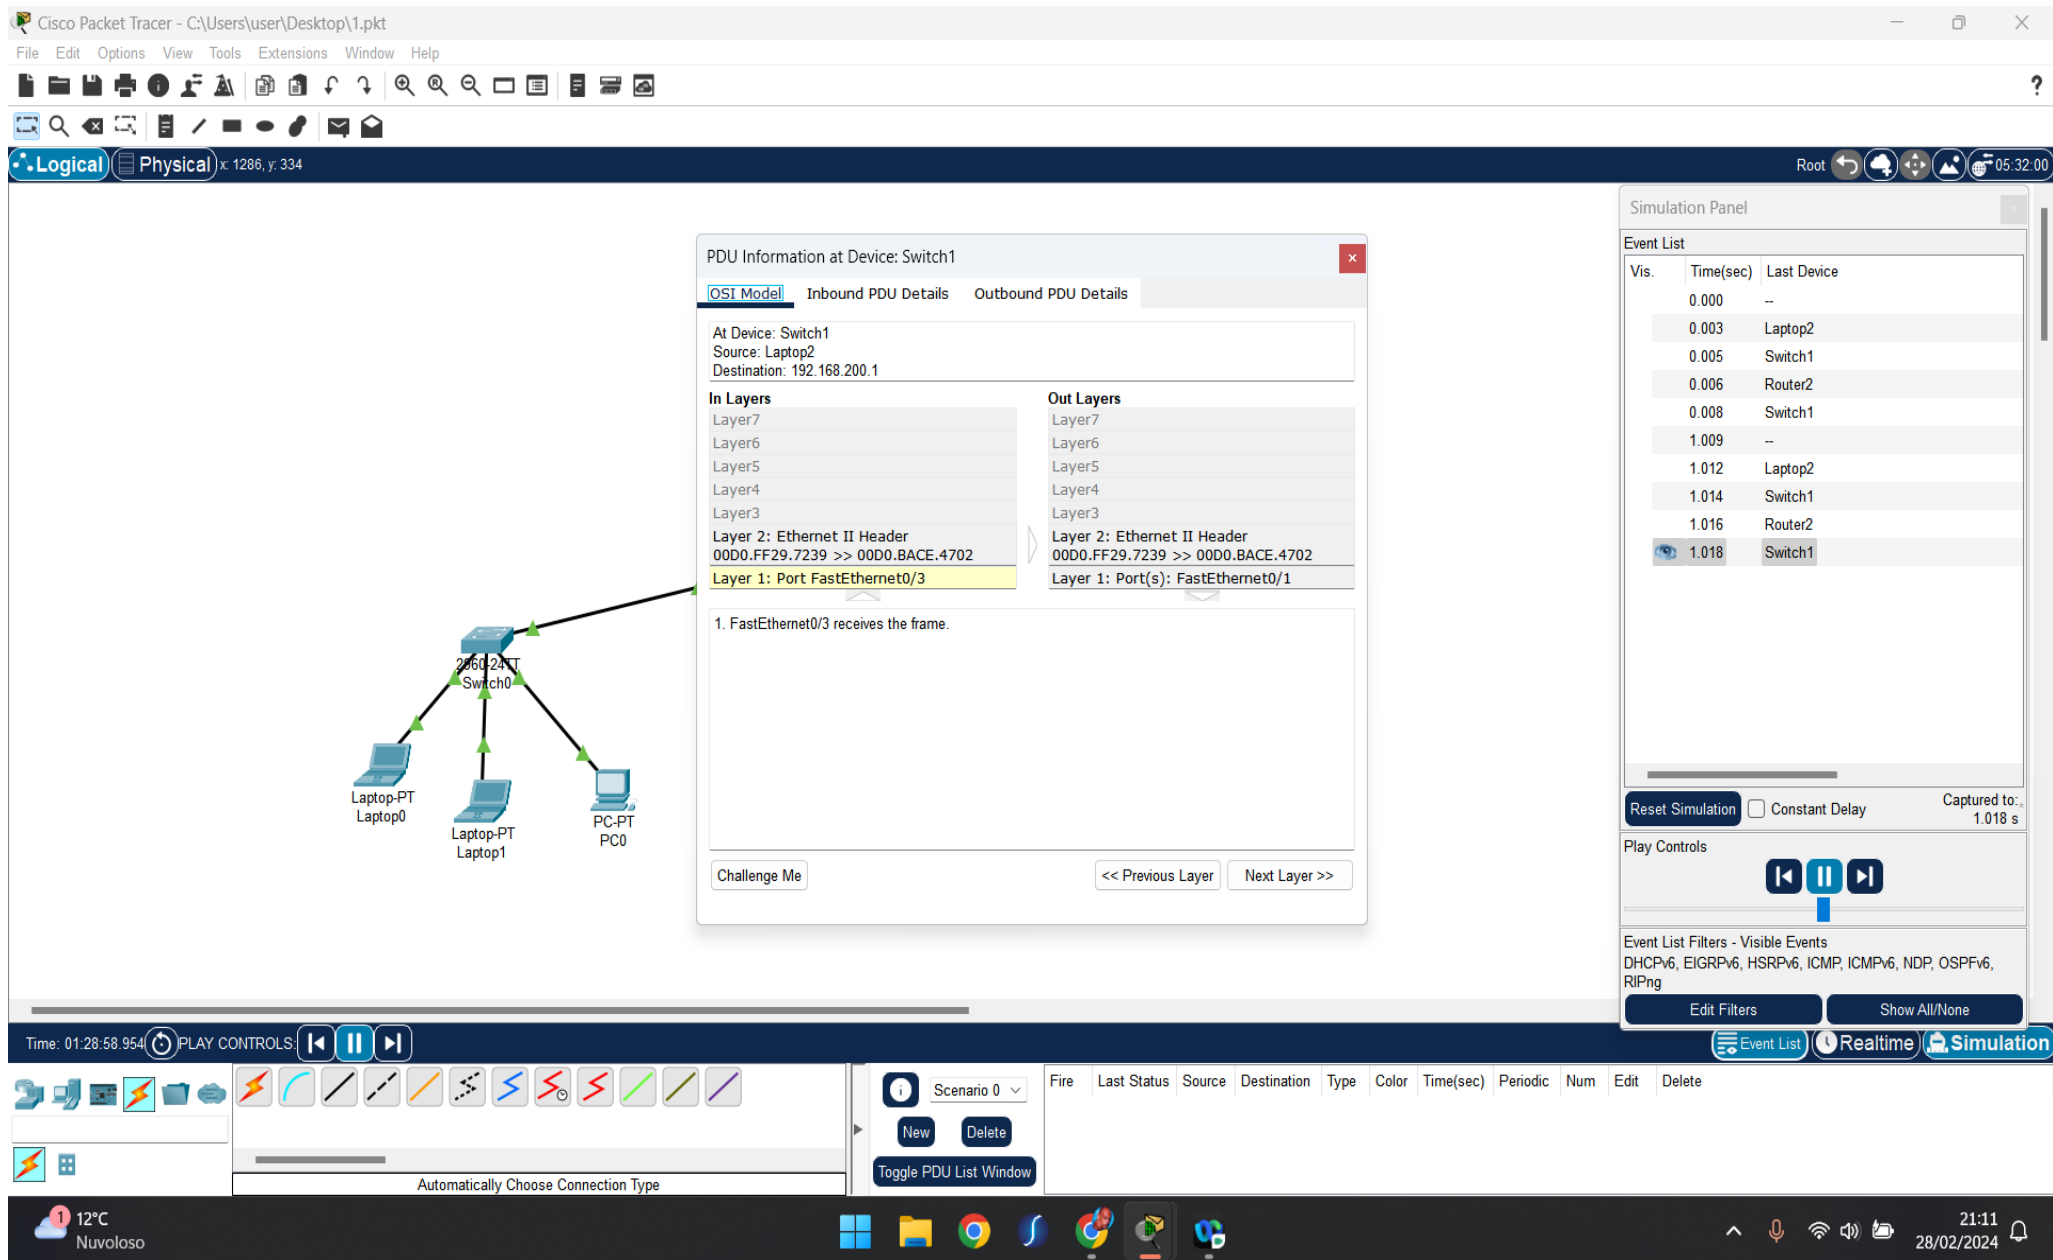 Cisco Packet Tracer - C:\Users\user\Desktop\1.pkt
File Edit Options View Tools Extensions Window Help
?
Logical Physical x: 1286, y: 334 Root 05:32:00
Simulation Panel
Event List
Vis. Time(sec) Last Device
0.000 --
0.003 Laptop2
0.005 Switch1
0.006 Router2
0.008 Switch1
1.009 --
1.012 Laptop2
1.014 Switch1
1.016 Router2
1.018 Switch1
Reset Simulation Constant Delay Captured to:
1.018 s
Play Controls
Event List Filters - Visible Events
DHCPv6, EIGRPv6, HSRPv6, ICMP, ICMPv6, NDP, OSPFv6,
RIPng
Edit Filters Show All/None
PDU Information at Device: Switch1
OSI Model Inbound PDU Details Outbound PDU Details
At Device: Switch1
Source: Laptop2
Destination: 192.168.200.1
In Layers Out Layers
Layer7 Layer7
Layer6 Layer6
Layer5 Layer5
Layer4 Layer4
Layer3 Layer3
Layer 2: Ethernet II Header Layer 2: Ethernet II Header
00D0.FF29.7239 >> 00D0.BACE.4702 00D0.FF29.7239 >> 00D0.BACE.4702
Layer 1: Port FastEthernet0/3 Layer 1: Port(s): FastEthernet0/1
1. FastEthernet0/3 receives the frame.
Challenge Me << Previous Layer Next Layer >>
2960-24TT
Switch0
Laptop-PT
Laptop0
Laptop-PT
Laptop1
PC-PT
PC0
Time: 01:28:58.954 PLAY CONTROLS: Event List Realtime Simulation
Scenario 0
New Delete
Toggle PDU List Window
Fire Last Status Source Destination Type Color Time(sec) Periodic Num Edit Delete
Automatically Choose Connection Type
1 12°C
Nuvoloso
21:11
28/02/2024